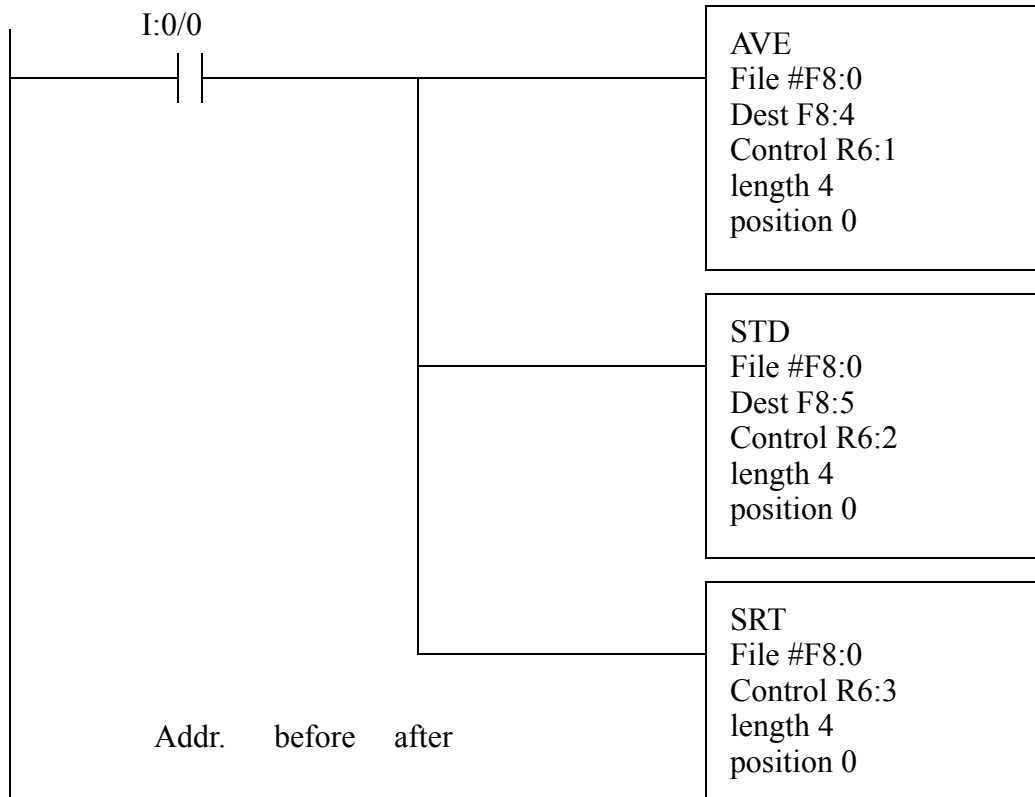 I:0/0
AVE
File #F8:0
Dest F8:4
Control R6:1
length 4
position 0
STD
File #F8:0
Dest F8:5
Control R6:2
length 4
position 0
SRT
File #F8:0
Control R6:3
length 4
position 0
Addr. before after